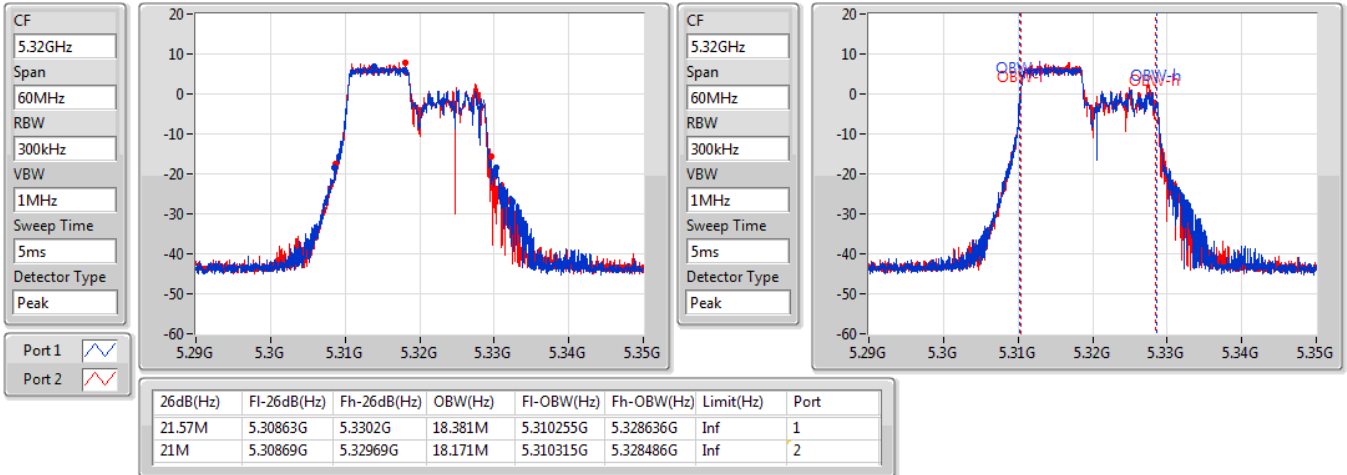 CF
5.32GHz
Span
60MHz
RBW
300kHz
VBW
1MHz
Sweep Time
5ms
Detector Type
Peak
Port 1
Port 2
20
10
0
-10
-20
-30
-40
-50
-60
5.29G 5.3G 5.31G 5.32G 5.33G 5.34G 5.35G
CF
5.32GHz
Span
60MHz
RBW
300kHz
VBW
1MHz
Sweep Time
5ms
Detector Type
Peak
20
10
0
-10
-20
-30
-40
-50
-60
OBW-l OBW-h
OBW-l OBW-h
5.29G 5.3G 5.31G 5.32G 5.33G 5.34G 5.35G
26dB(Hz) Fl-26dB(Hz) Fh-26dB(Hz) OBW(Hz) Fl-OBW(Hz) Fh-OBW(Hz) Limit(Hz) Port
21.57M 5.30863G 5.3302G 18.381M 5.310255G 5.328636G Inf 1
21M 5.30869G 5.32969G 18.171M 5.310315G 5.328486G Inf 2